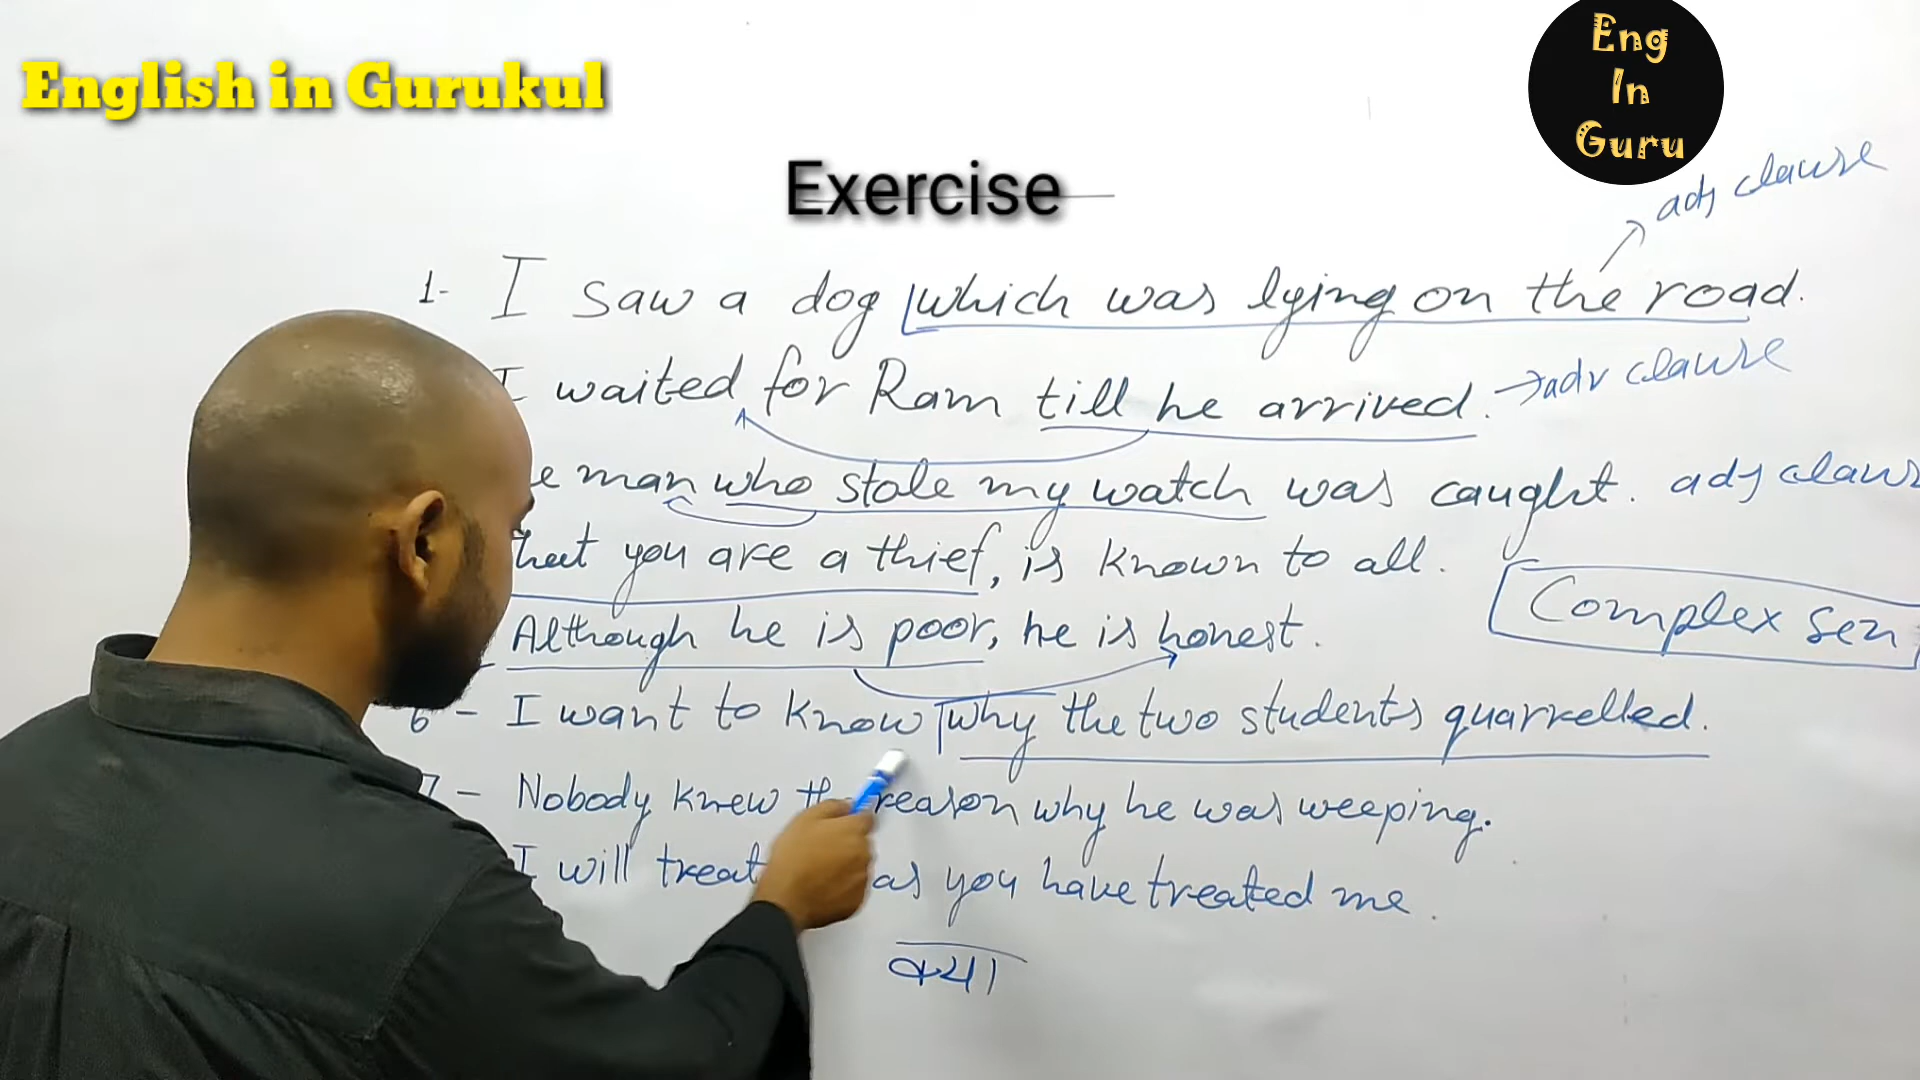 English in Gurukul
Eng
In
Guru
Exercise
adj clause
1- I saw a dog which was lying on the road.
I waited for Ram till he arrived. → adv clause
e man who stole my watch was caught. adj claus
you are a thief, is known to all.
Complex sen
Although he is poor, he is honest.
6 - I want to know why the two students quarrelled.
7 - Nobody knew reason why he was weeping.
I will treat as you have treated me.
क्या